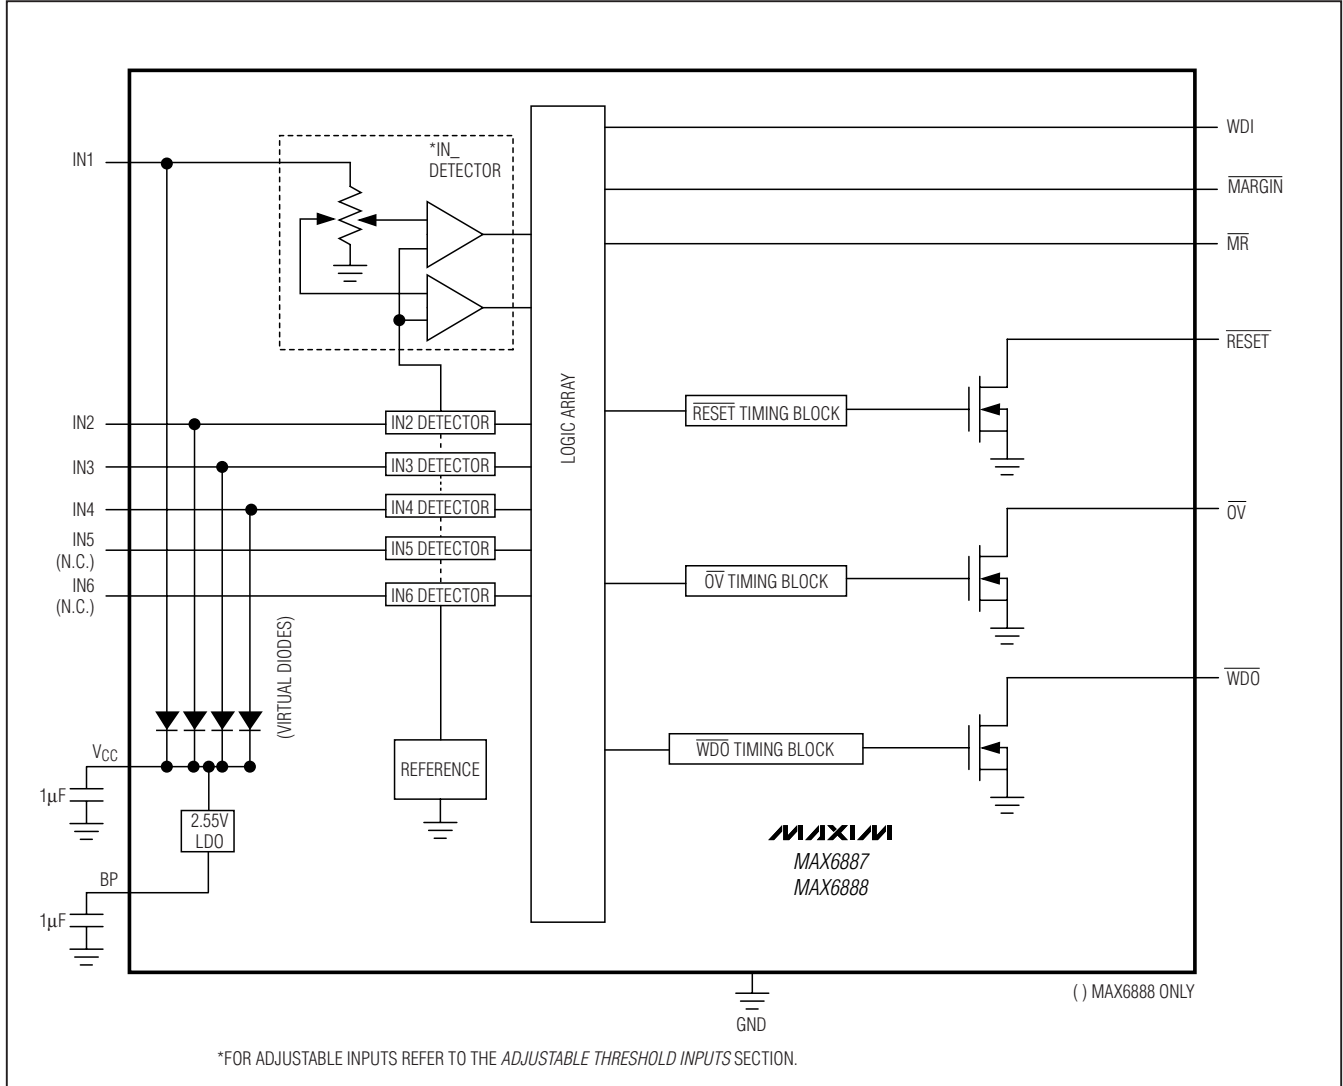 IN1
*IN_
DETECTOR
WDI
MARGIN
MR
RESET
IN2
IN2 DETECTOR
IN3
IN3 DETECTOR
IN4
IN4 DETECTOR
IN5
(N.C.)
IN5 DETECTOR
IN6
(N.C.)
IN6 DETECTOR
LOGIC ARRAY
RESET TIMING BLOCK
OV
OV TIMING BLOCK
(VIRTUAL DIODES)
WDO
WDO TIMING BLOCK
VCC
1µF
2.55V
LDO
REFERENCE
BP
1µF
MAXIM
MAX6887
MAX6888
GND
( ) MAX6888 ONLY
*FOR ADJUSTABLE INPUTS REFER TO THE ADJUSTABLE THRESHOLD INPUTS SECTION.